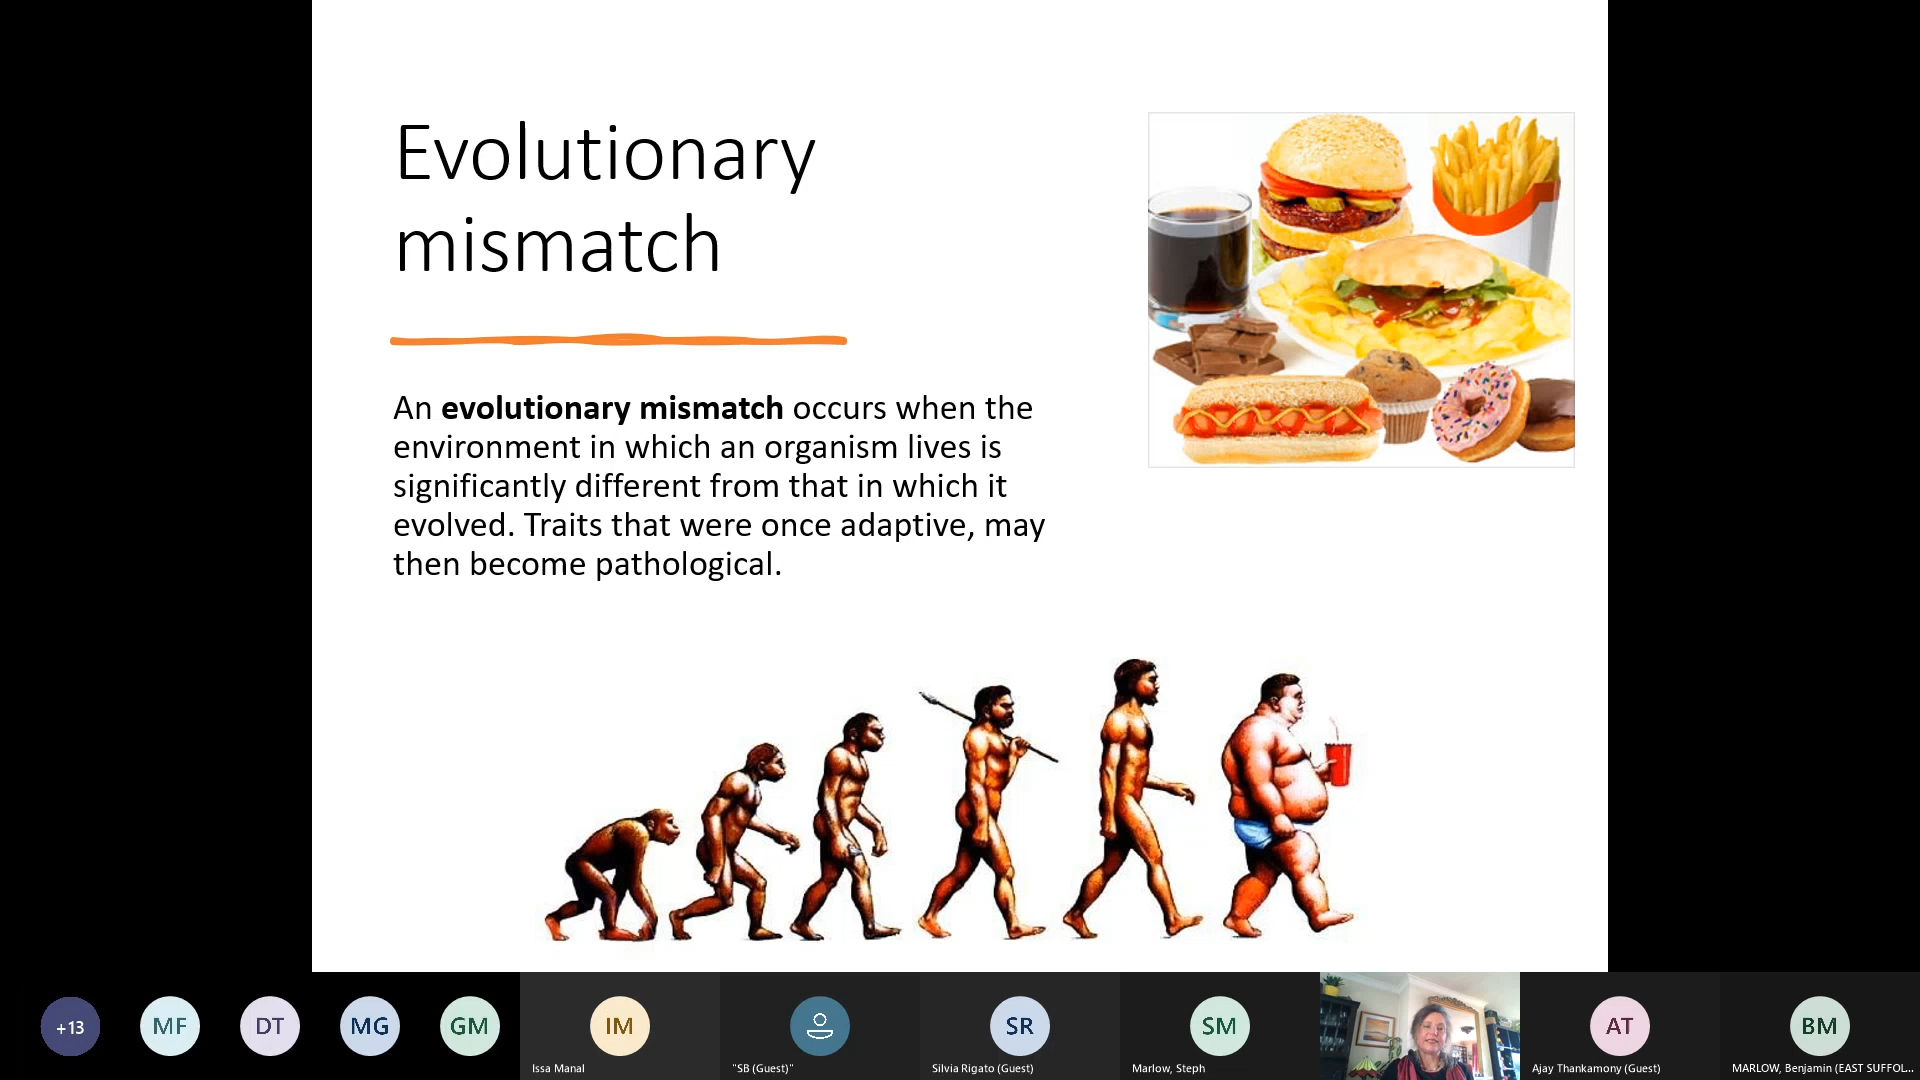 Evolutionary
mismatch
An evolutionary mismatch occurs when the
environment in which an organism lives is
significantly different from that in which it
evolved. Traits that were once adaptive, may
then become pathological.
+13
MF
DT
MG
GM
IM
Issa Manal
"SB (Guest)"
SR
Silvia Rigato (Guest)
SM
Marlow, Steph
AT
Ajay Thankamony (Guest)
BM
MARLOW, Benjamin (EAST SUFFOL...